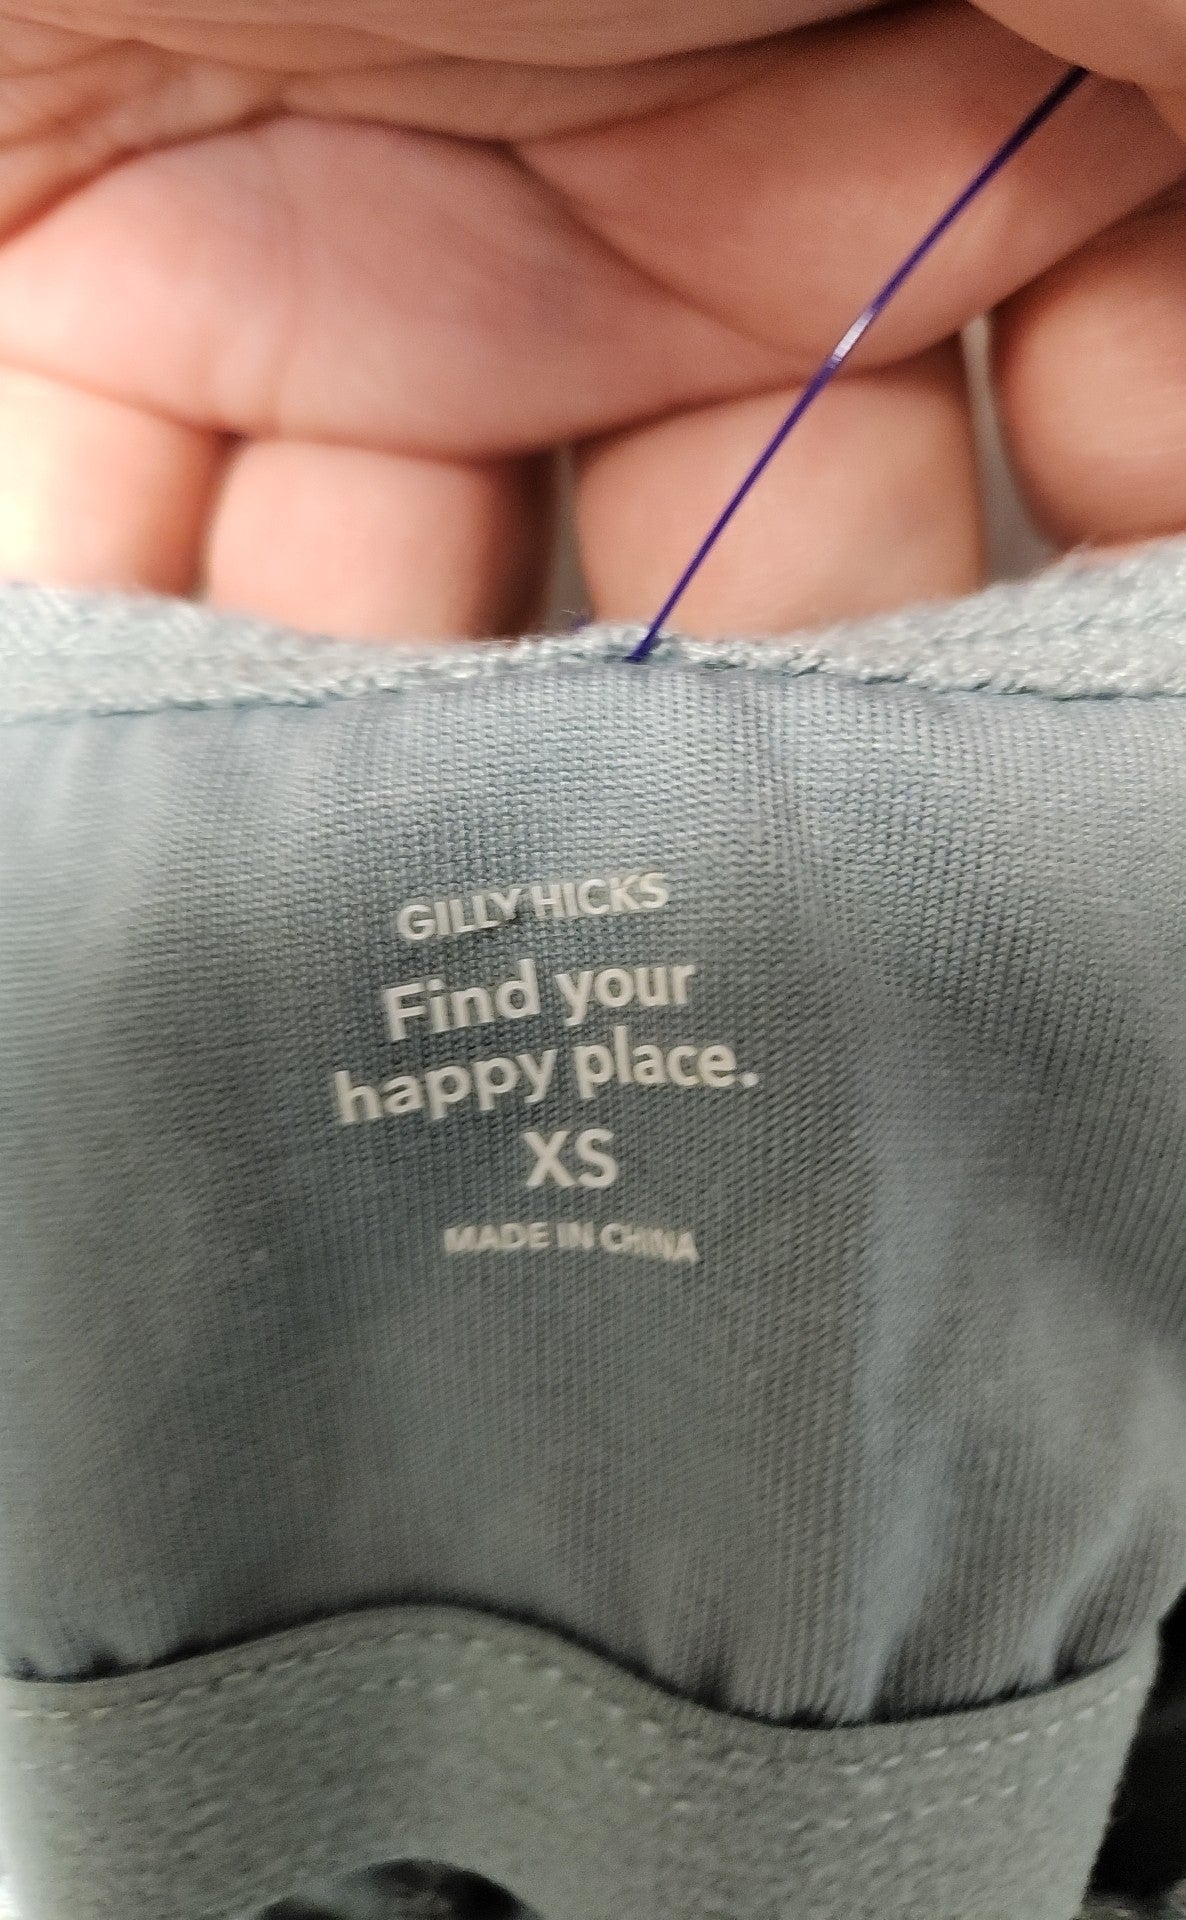 GILLY HICKS
Find your
happy place.
XS
MADE IN CHINA